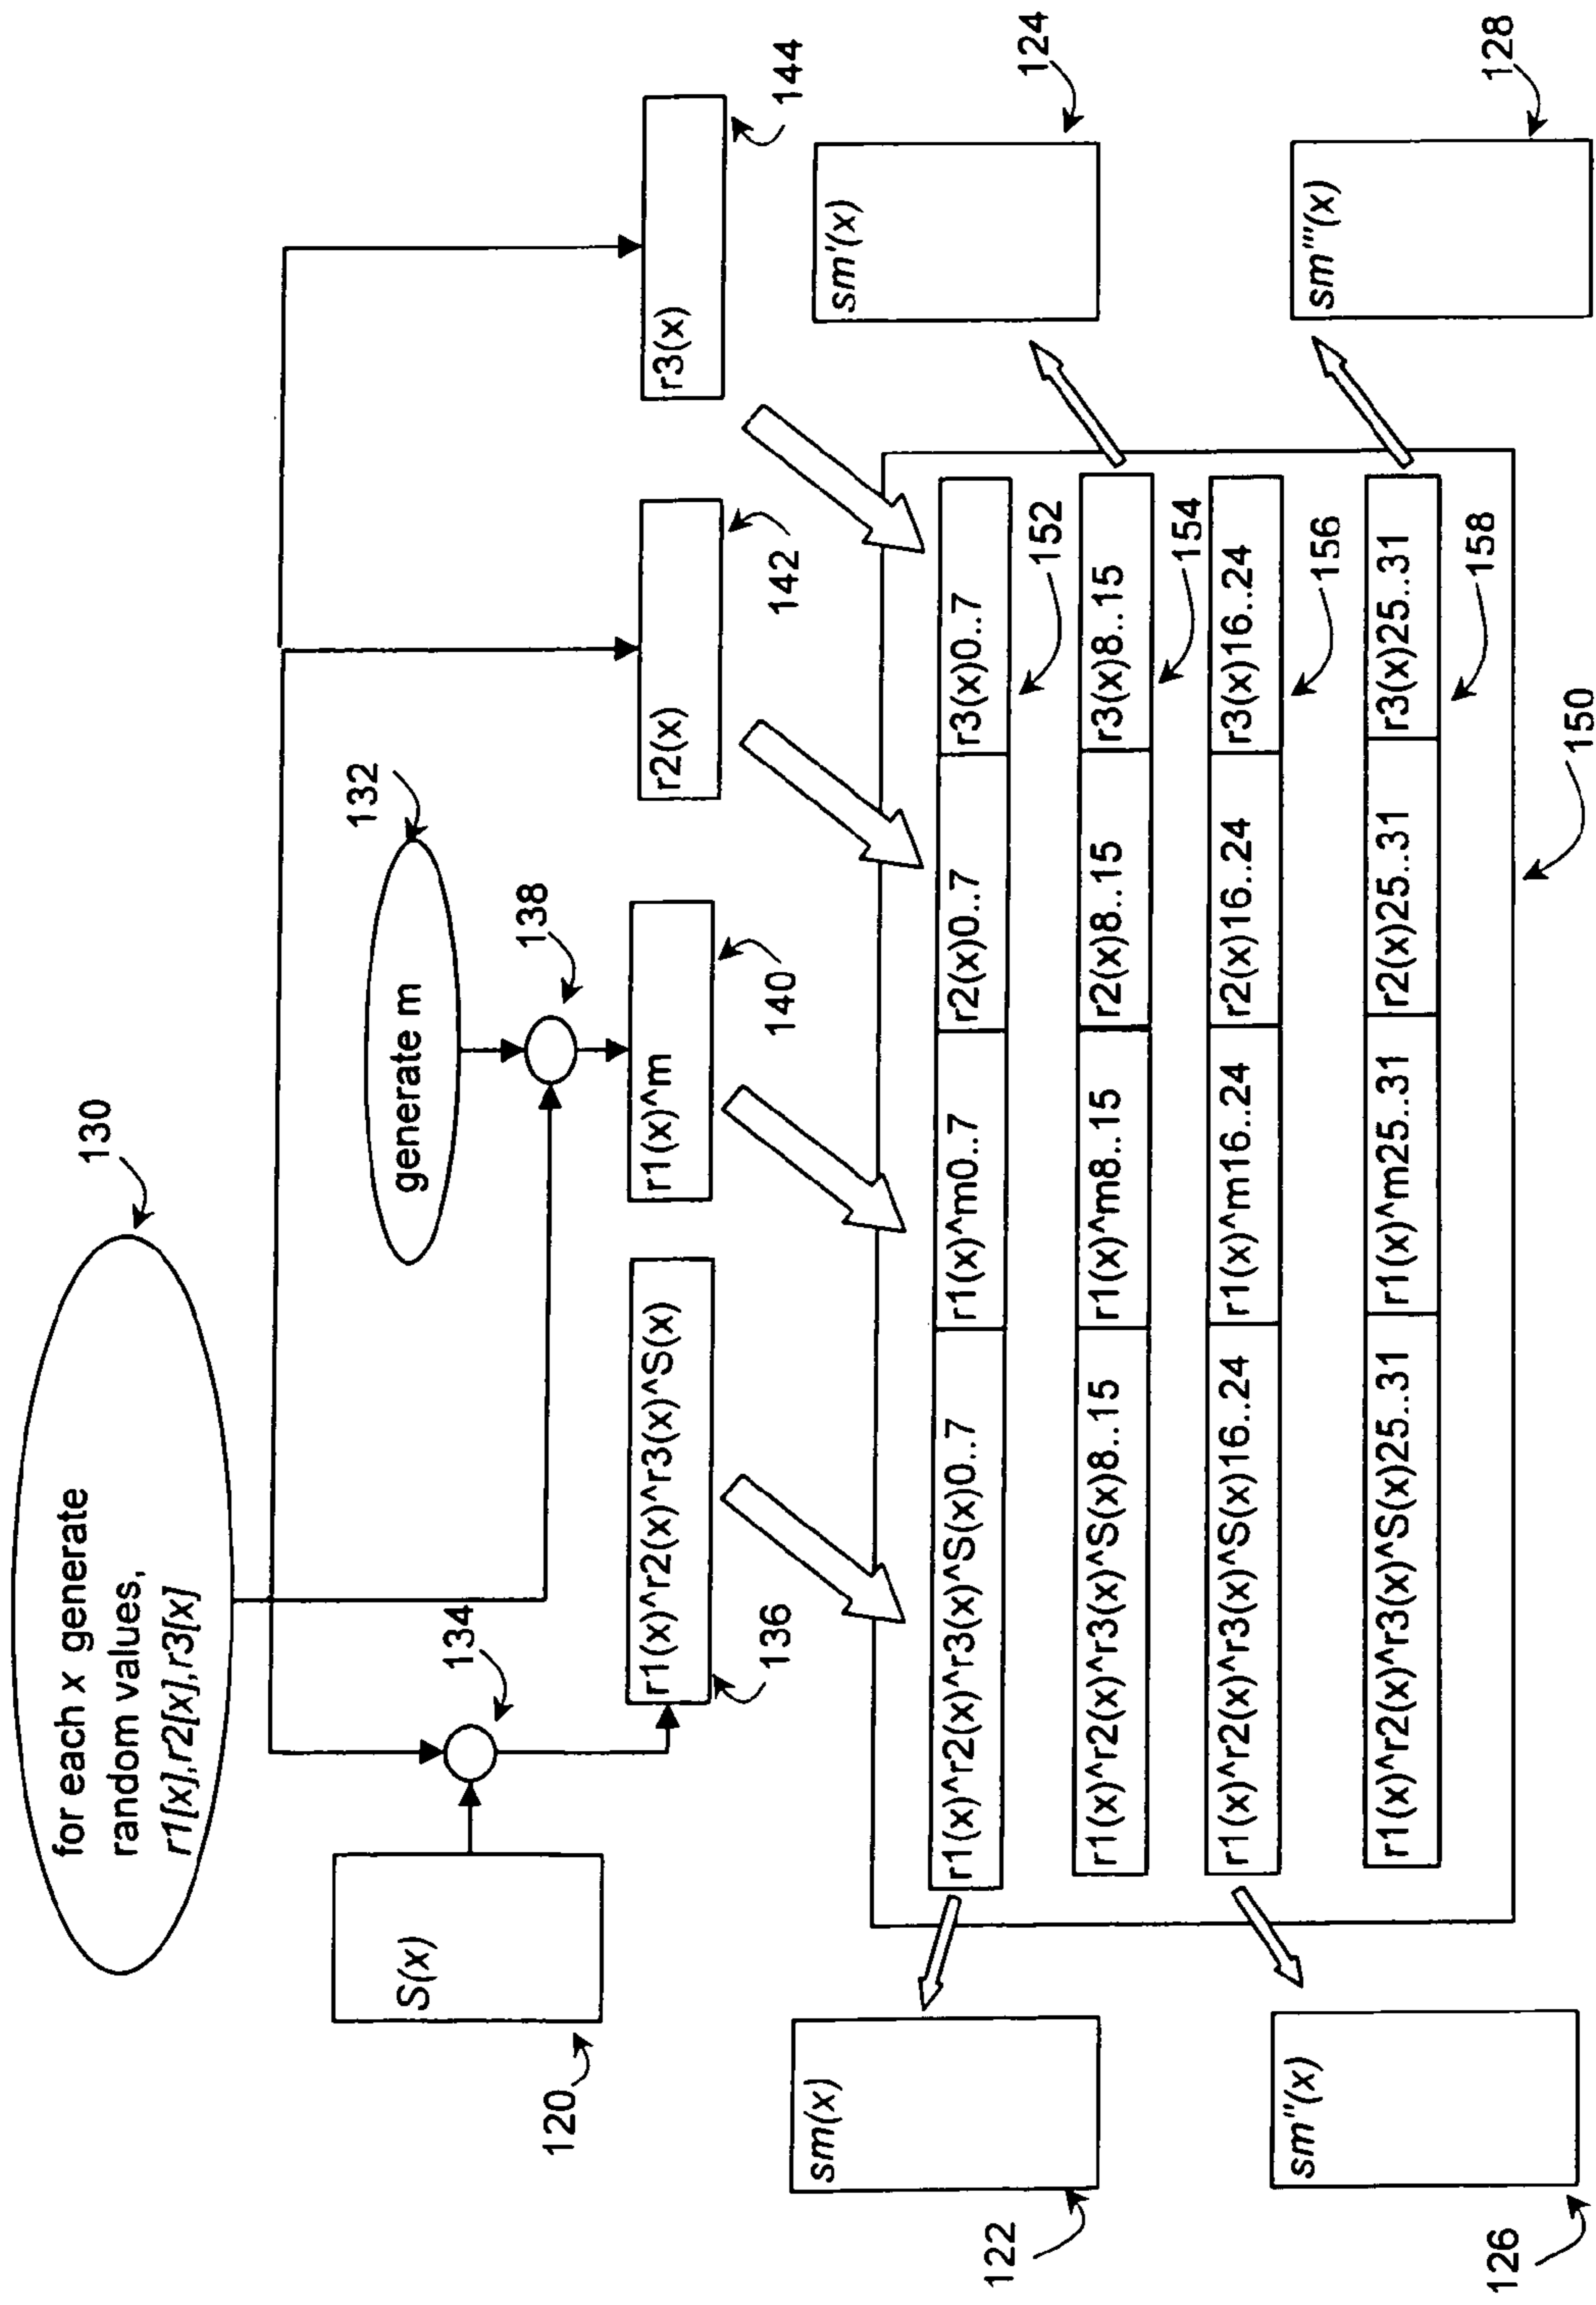 for each x generate
random values,
r1[x],r2[x],r3[x]
130
generate m
132
S(x)
120
134
138
r1(x)^r2(x)^r3(x)^S(x)
136
r1(x)^m
140
r2(x)
142
r3(x)
144
sm(x)
122
sm'(x)
124
r1(x)^r2(x)^r3(x)^S(x)0..7
r1(x)^m0..7
r2(x)0..7
r3(x)0..7
152
r1(x)^r2(x)^r3(x)^S(x)8..15
r1(x)^m8..15
r2(x)8..15
r3(x)8..15
154
r1(x)^r2(x)^r3(x)^S(x)16..24
r1(x)^m16..24
r2(x)16..24
r3(x)16..24
156
r1(x)^r2(x)^r3(x)^S(x)25..31
r1(x)^m25..31
r2(x)25..31
r3(x)25..31
158
150
sm''(x)
126
sm'''(x)
128